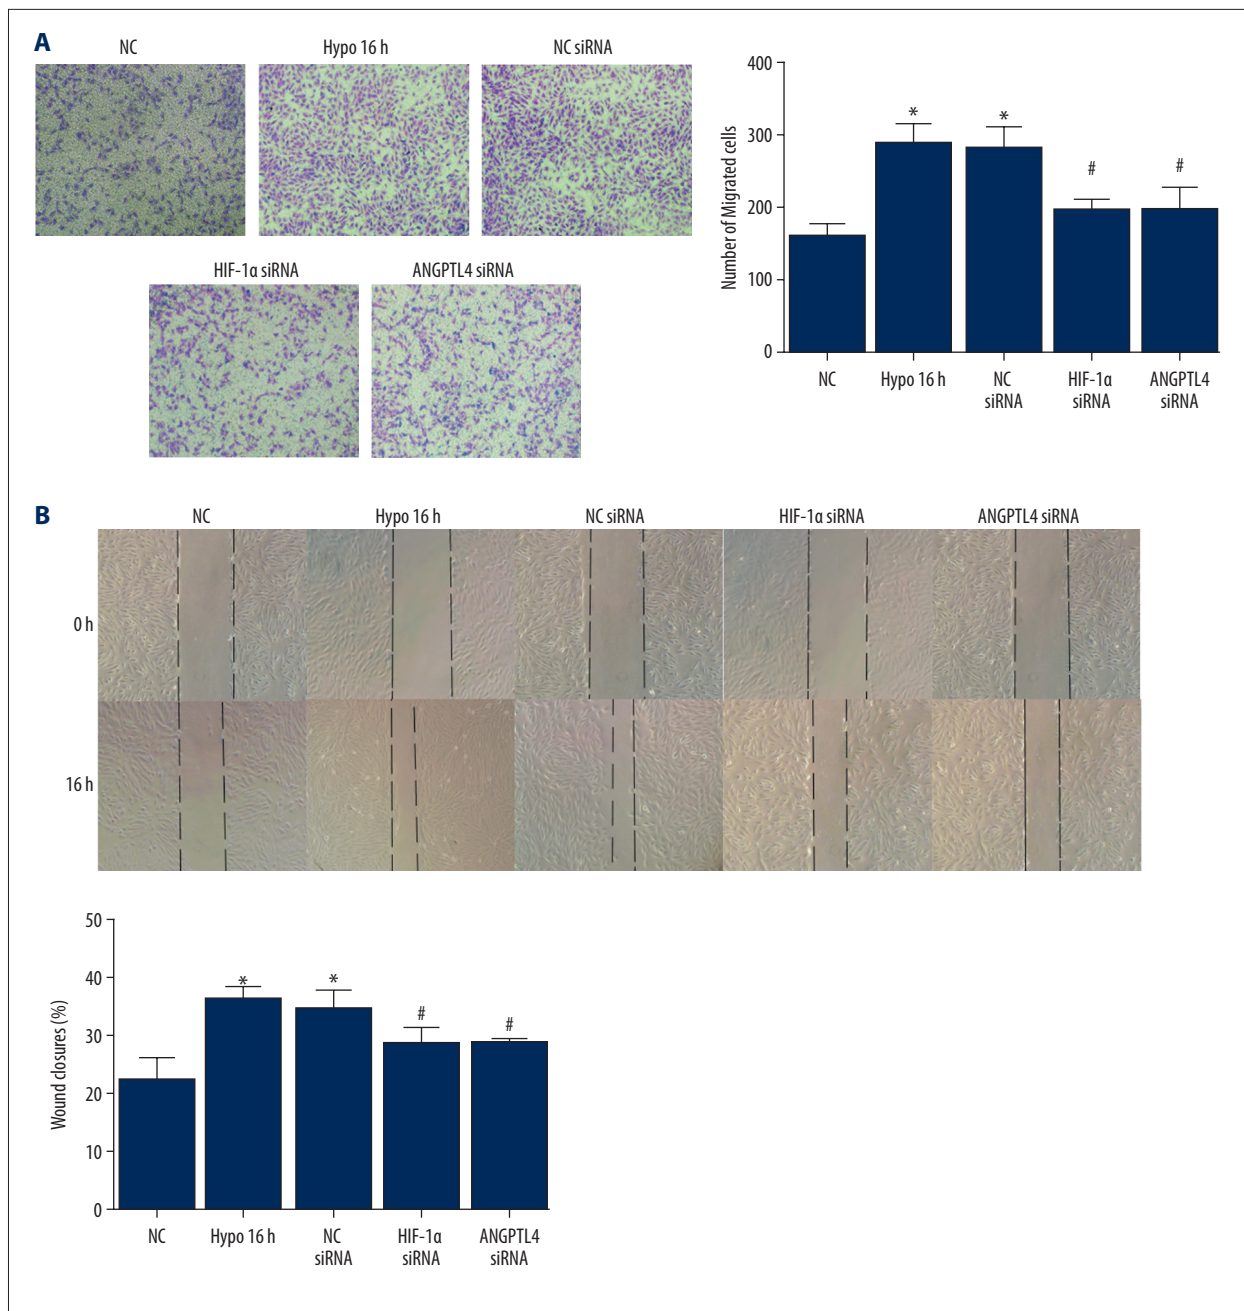 A
NC
Hypo 16 h
NC siRNA
HIF-1α siRNA
ANGPTL4 siRNA
Number of Migrated cells
400
300
200
100
0
*
*
#
#
NC
Hypo 16 h
NC
siRNA
HIF-1α
siRNA
ANGPTL4
siRNA
B
NC
Hypo 16 h
NC siRNA
HIF-1α siRNA
ANGPTL4 siRNA
0 h
16 h
Wound closures (%)
50
40
30
20
10
0
*
*
#
#
NC
Hypo 16 h
NC
siRNA
HIF-1α
siRNA
ANGPTL4
siRNA